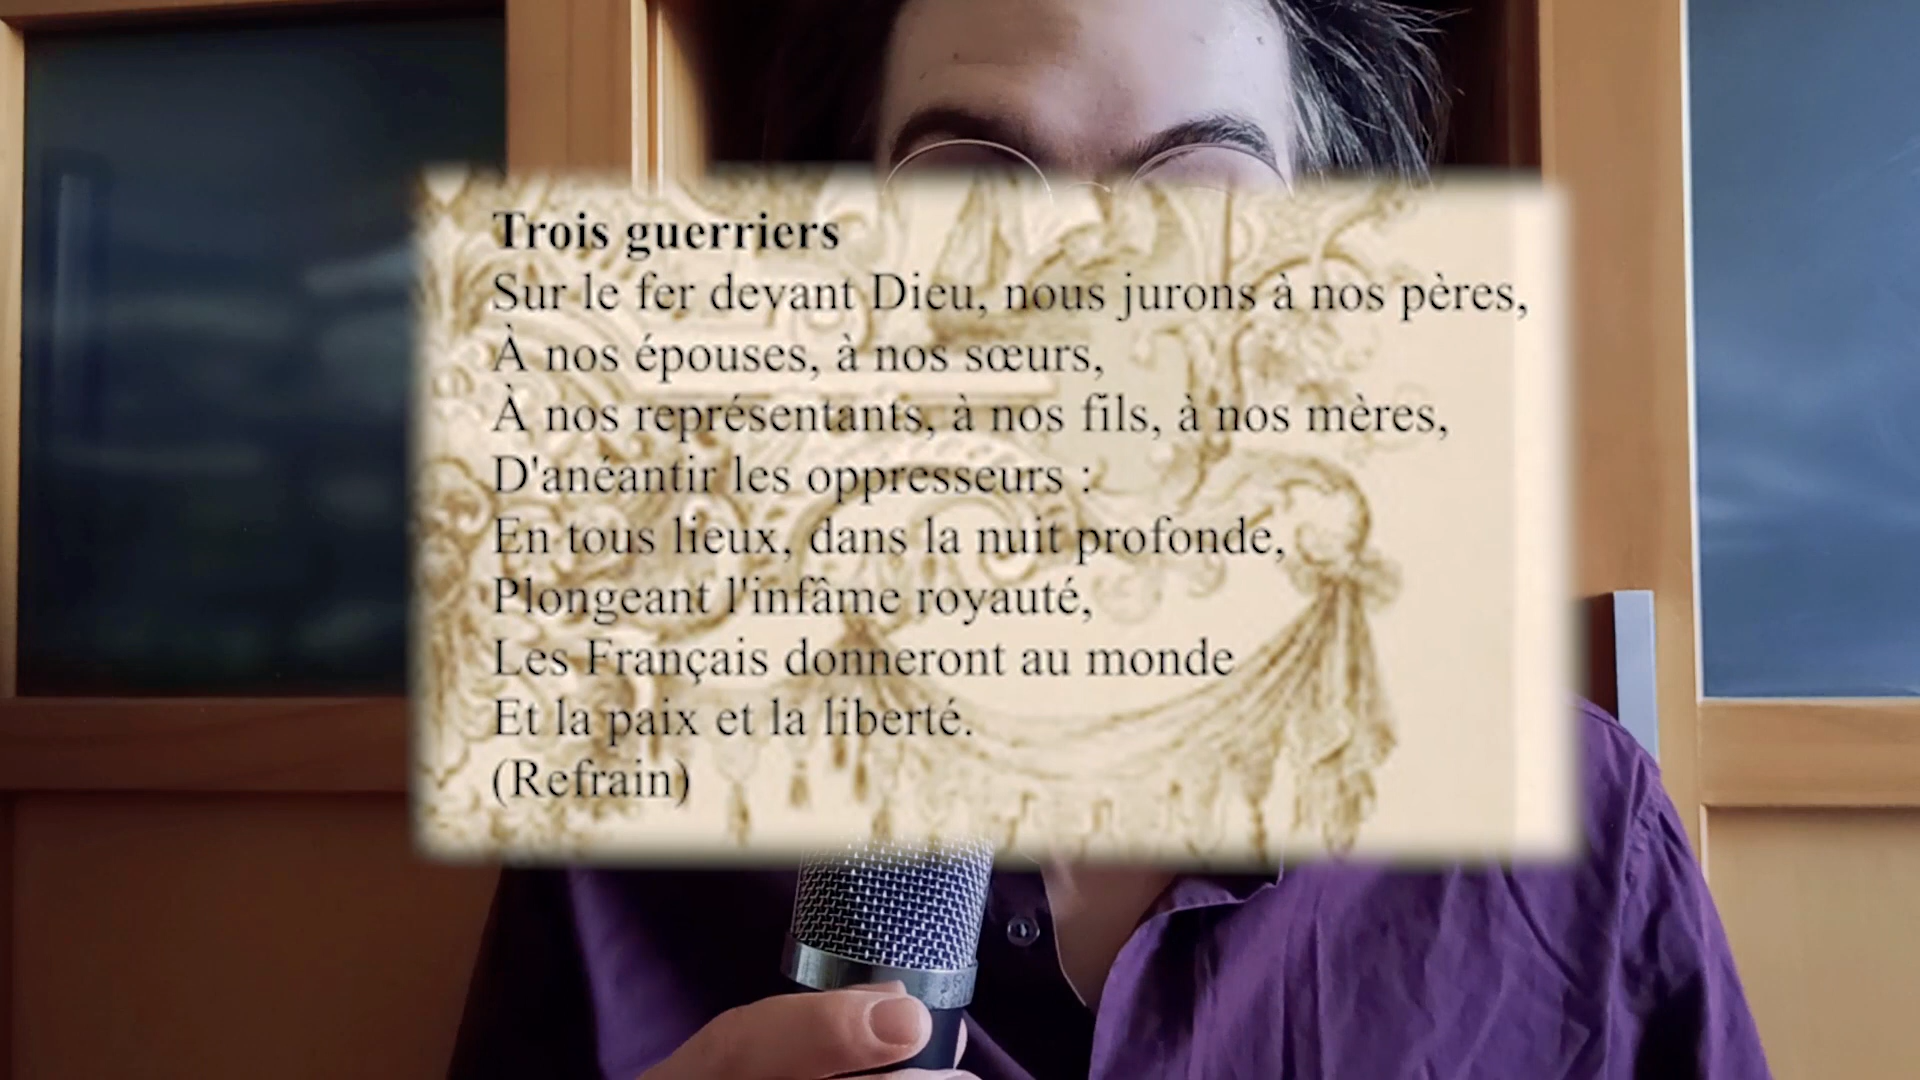 Trois guerriers
Sur le fer devant Dieu, nous jurons à nos pères,
À nos épouses, à nos sœurs,
À nos représentants, à nos fils, à nos mères,
D'anéantir les oppresseurs :
En tous lieux, dans la nuit profonde,
Plongeant l'infâme royauté,
Les Français donneront au monde
Et la paix et la liberté.
(Refrain)